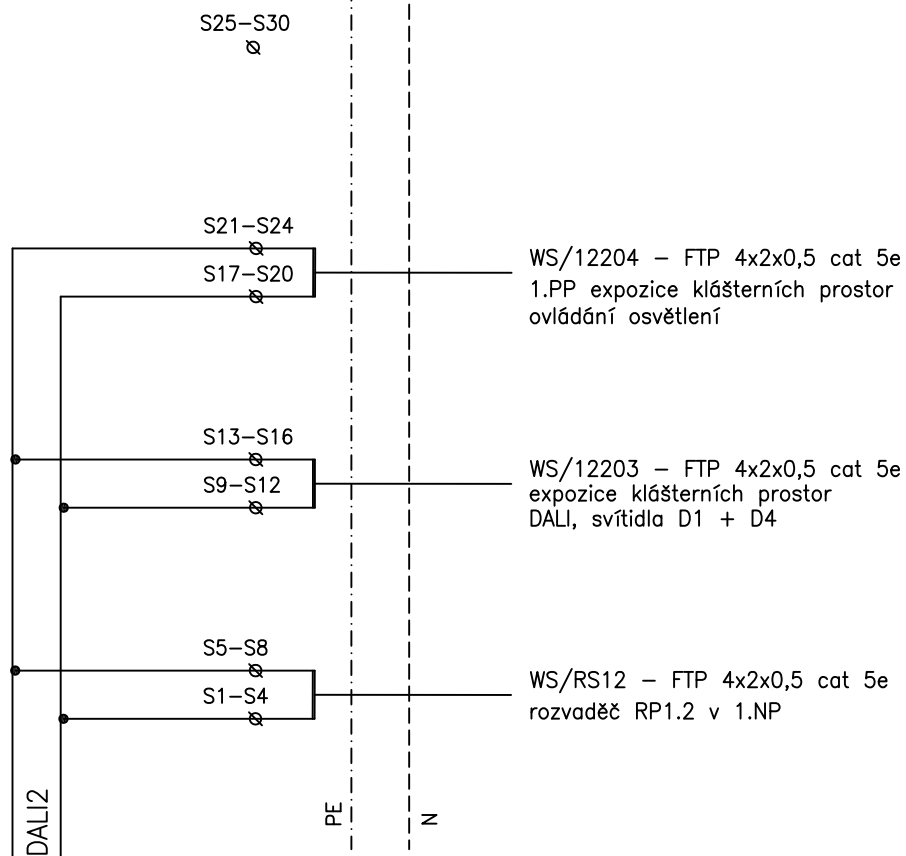 S25–S30
S21–S24
S17–S20
WS/12204 – FTP 4x2x0,5 cat 5e
1.PP expozice klášterních prostor
ovládání osvětlení
S13–S16
S9–S12
WS/12203 – FTP 4x2x0,5 cat 5e
expozice klášterních prostor
DALI, svítidla D1 + D4
S5–S8
S1–S4
WS/RS12 – FTP 4x2x0,5 cat 5e
rozvaděč RP1.2 v 1.NP
DALI2
PE
N